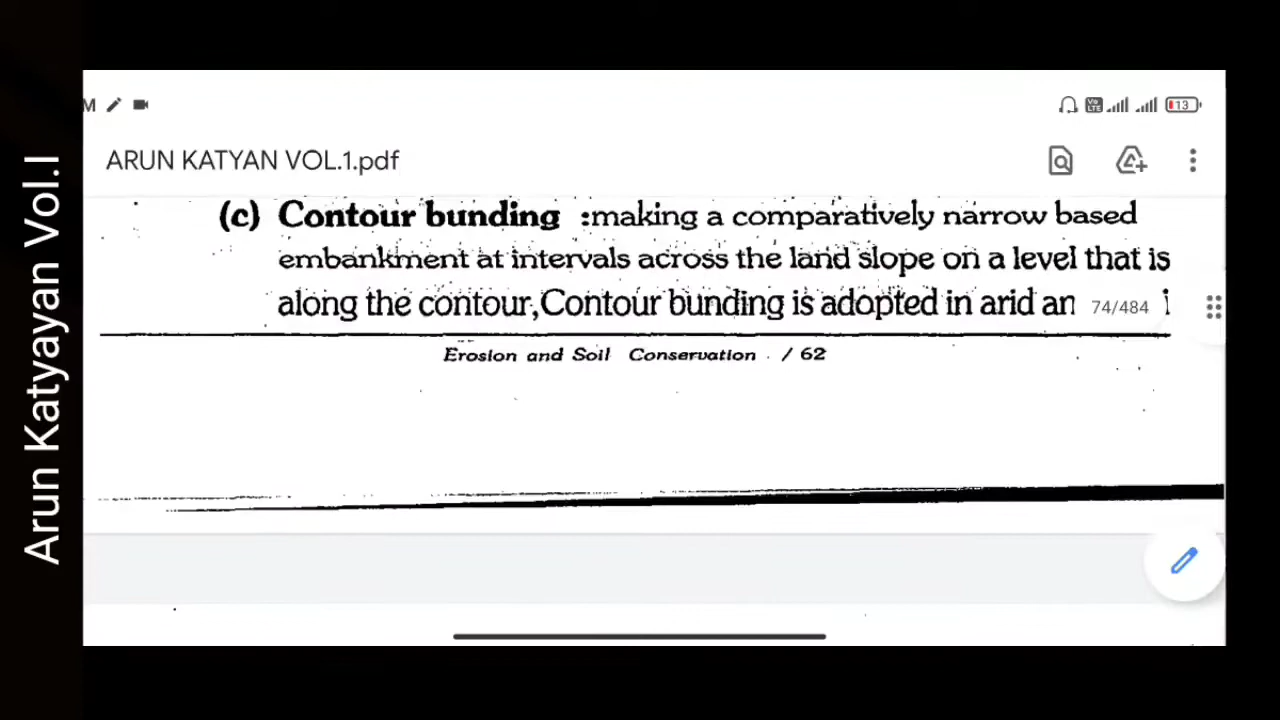 Arun Katyayan Vol.I
M
VoLTE
13
ARUN KATYAN VOL.1.pdf
(c) Contour bunding :making a comparatively narrow based
embankment at intervals across the land slope on a level that is
along the contour,Contour bunding is adopted in arid an
74/484
Erosion and Soil Conservation . / 62